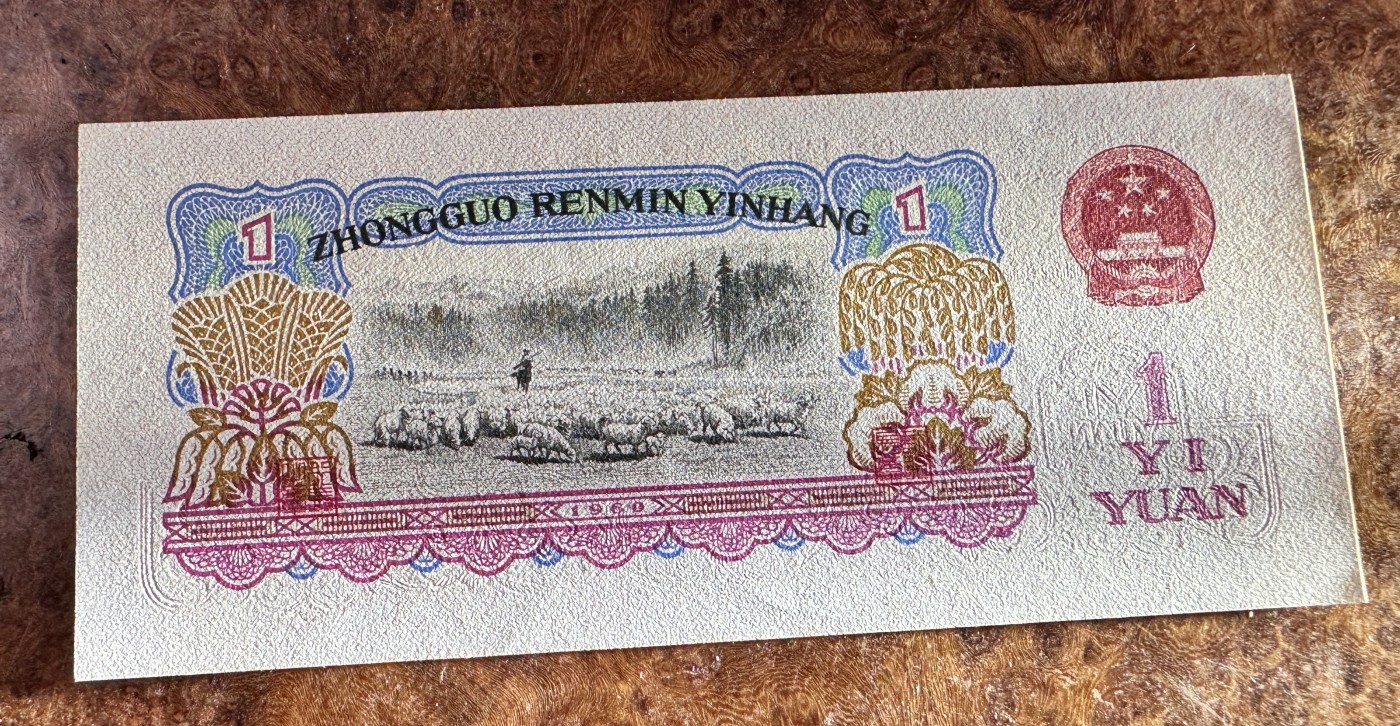 1 ZHONGGUO RENMIN YINHANG 1
1960
1
YI
YUAN